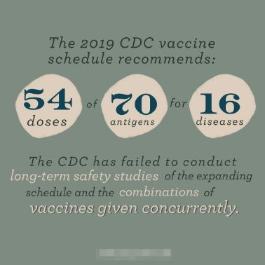 The 2019 CDC vaccine
schedule recommends:
54 of 70 for 16
doses antigens diseases
The CDC has failed to conduct
long-term safety studies of the expanding
schedule and the combinations of
vaccines given concurrently.